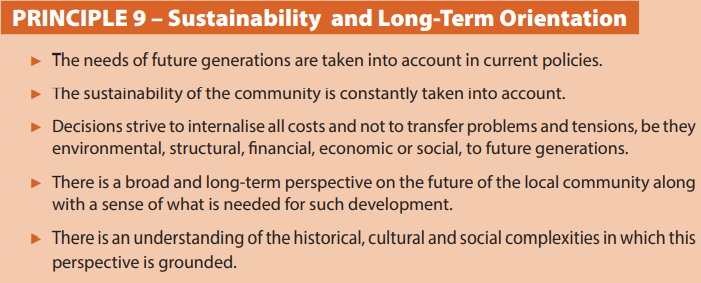 PRINCIPLE 9 – Sustainability and Long-Term Orientation
► The needs of future generations are taken into account in current policies.
► The sustainability of the community is constantly taken into account.
► Decisions strive to internalise all costs and not to transfer problems and tensions, be they
environmental, structural, financial, economic or social, to future generations.
► There is a broad and long-term perspective on the future of the local community along
with a sense of what is needed for such development.
► There is an understanding of the historical, cultural and social complexities in which this
perspective is grounded.